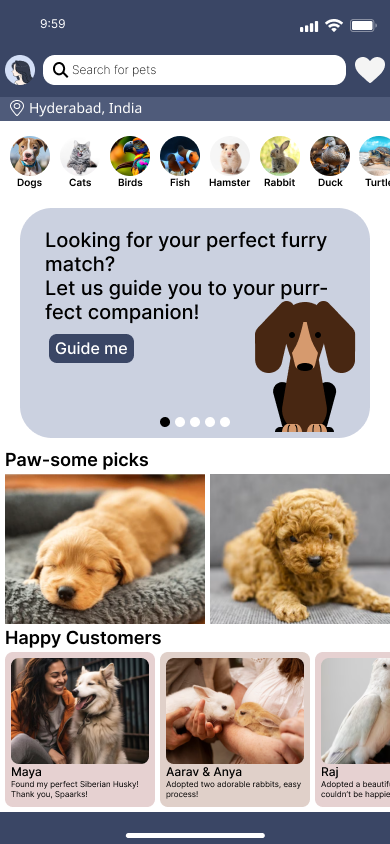 9:59
Search for pets
Hyderabad, India
Dogs Cats Birds Fish Hamster Rabbit Duck Turtle
Looking for your perfect furry
match?
Let us guide you to your purr-
fect companion!
Guide me
Paw-some picks
Happy Customers
Maya
Found my perfect Siberian Husky!
Thank you, Spaarks!
Aarav & Anya
Adopted two adorable rabbits, easy
process!
Raj
Adopted a beautif
couldn't be happie